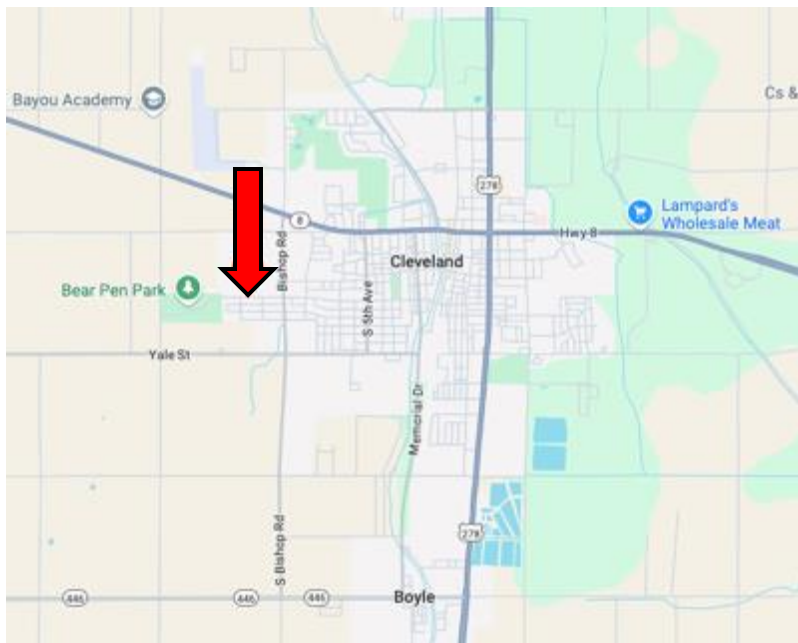 Bayou Academy
Cs &
278
Lampard's
Wholesale Meat
8
Hwy 8
Bishop Rd
Cleveland
Bear Pen Park
S 5th Ave
Yale St
Memorial Dr
278
S Bishop Rd
446
446
446
Boyle